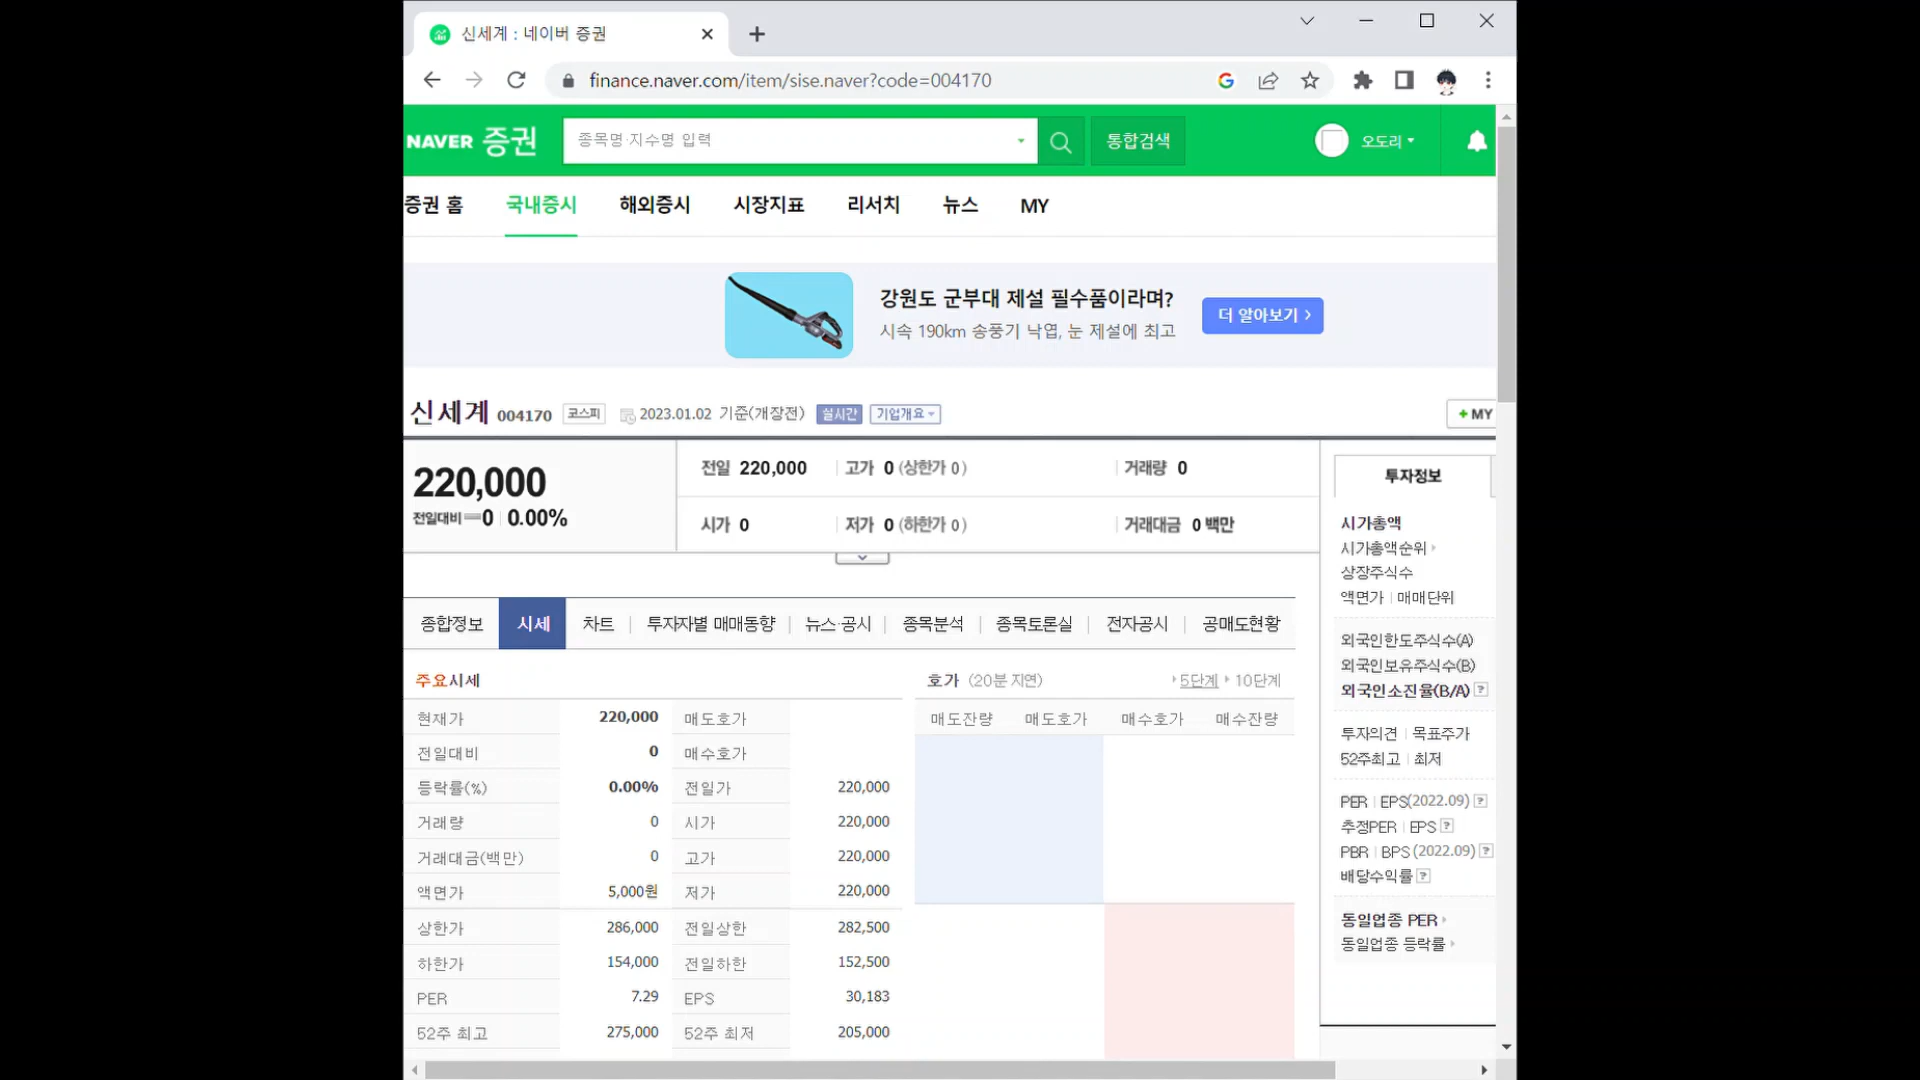 신세계 : 네이버 증권
finance.naver.com/item/sise.naver?code=004170
NAVER 증권
종목명·지수명 입력
통합검색
오도리
증권 홈 국내증시 해외증시 시장지표 리서치 뉴스 MY
강원도 군부대 제설 필수품이라며?
시속 190km 송풍기 낙엽, 눈 제설에 최고
더 알아보기
신세계 004170 코스피 2023.01.02 기준(개장전) 실시간 기업개요
+ MY
220,000
전일대비 0 0.00%
전일 220,000 고가 0 (상한가 0) 거래량 0
시가 0 저가 0 (하한가 0) 거래대금 0 백만
종합정보 시세 차트 투자자별 매매동향 뉴스·공시 종목분석 종목토론실 전자공시 공매도현황
주요시세
현재가 220,000 매도호가
전일대비 0 매수호가
등락률(%) 0.00% 전일가 220,000
거래량 0 시가 220,000
거래대금(백만) 0 고가 220,000
액면가 5,000원 저가 220,000
상한가 286,000 전일상한 282,500
하한가 154,000 전일하한 152,500
PER 7.29 EPS 30,183
52주 최고 275,000 52주 최저 205,000
호가 (20분 지연) 5단계 10단계
매도잔량 매도호가 매수호가 매수잔량
투자정보
시가총액
시가총액순위
상장주식수
액면가 | 매매단위
외국인한도주식수(A)
외국인보유주식수(B)
외국인소진율(B/A) ?
투자의견 | 목표주가
52주최고 | 최저
PER | EPS(2022.09) ?
추정PER | EPS ?
PBR | BPS (2022.09) ?
배당수익률 ?
동일업종 PER
동일업종 등락률